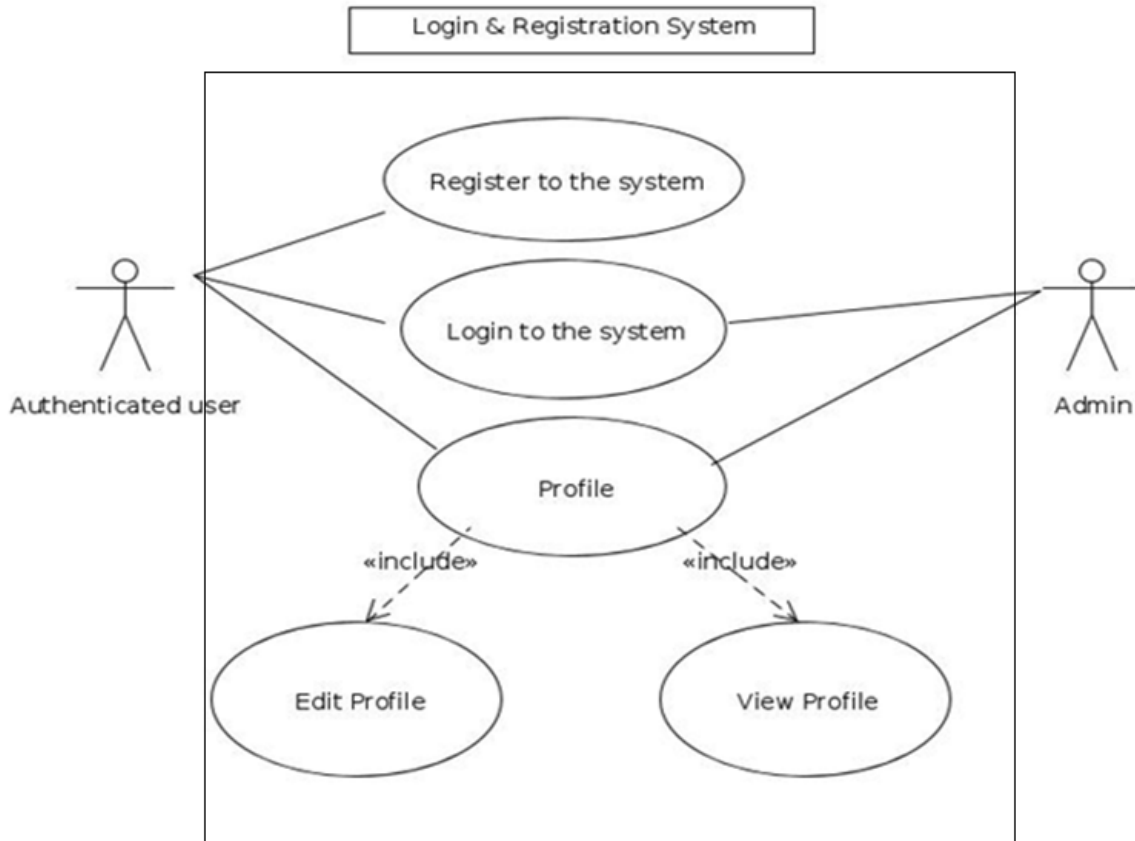 Login & Registration System
Register to the system
Login to the system
Authenticated user
Admin
Profile
«include»
«include»
Edit Profile
View Profile